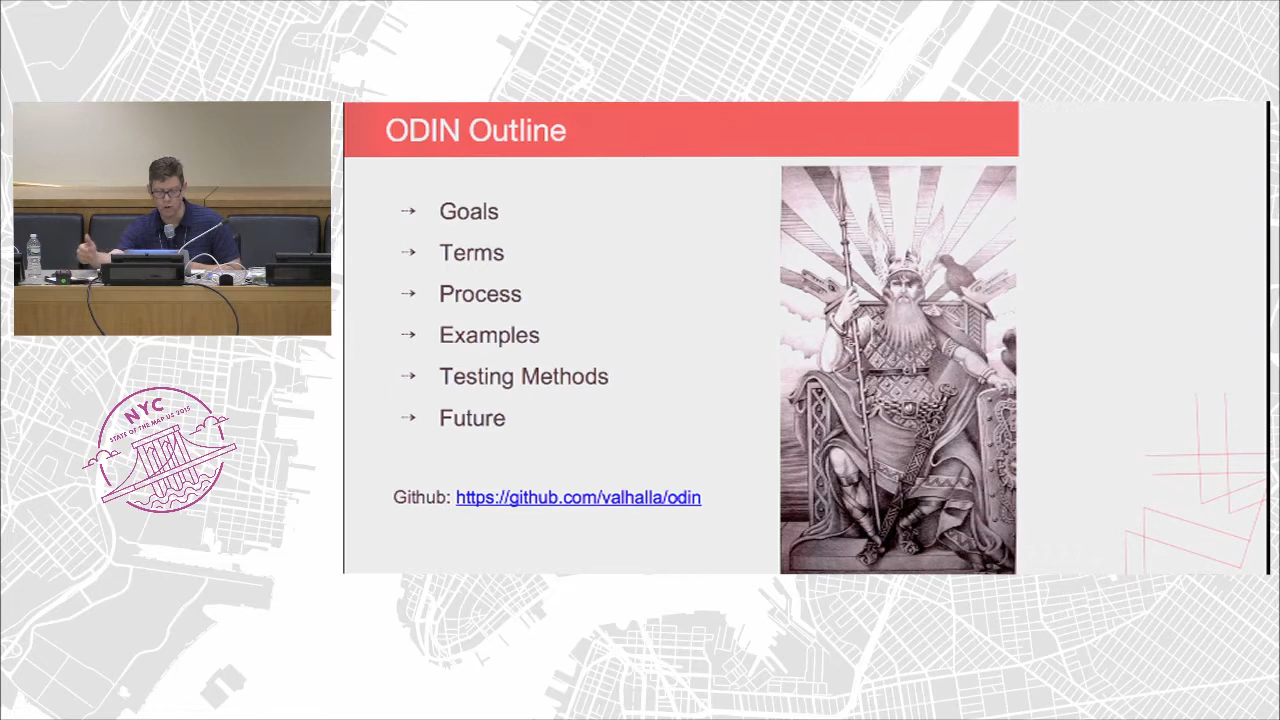 ODIN Outline
→ Goals
→ Terms
→ Process
→ Examples
→ Testing Methods
→ Future
Github: https://github.com/valhalla/odin
NYC
STATE OF THE MAP US 2015